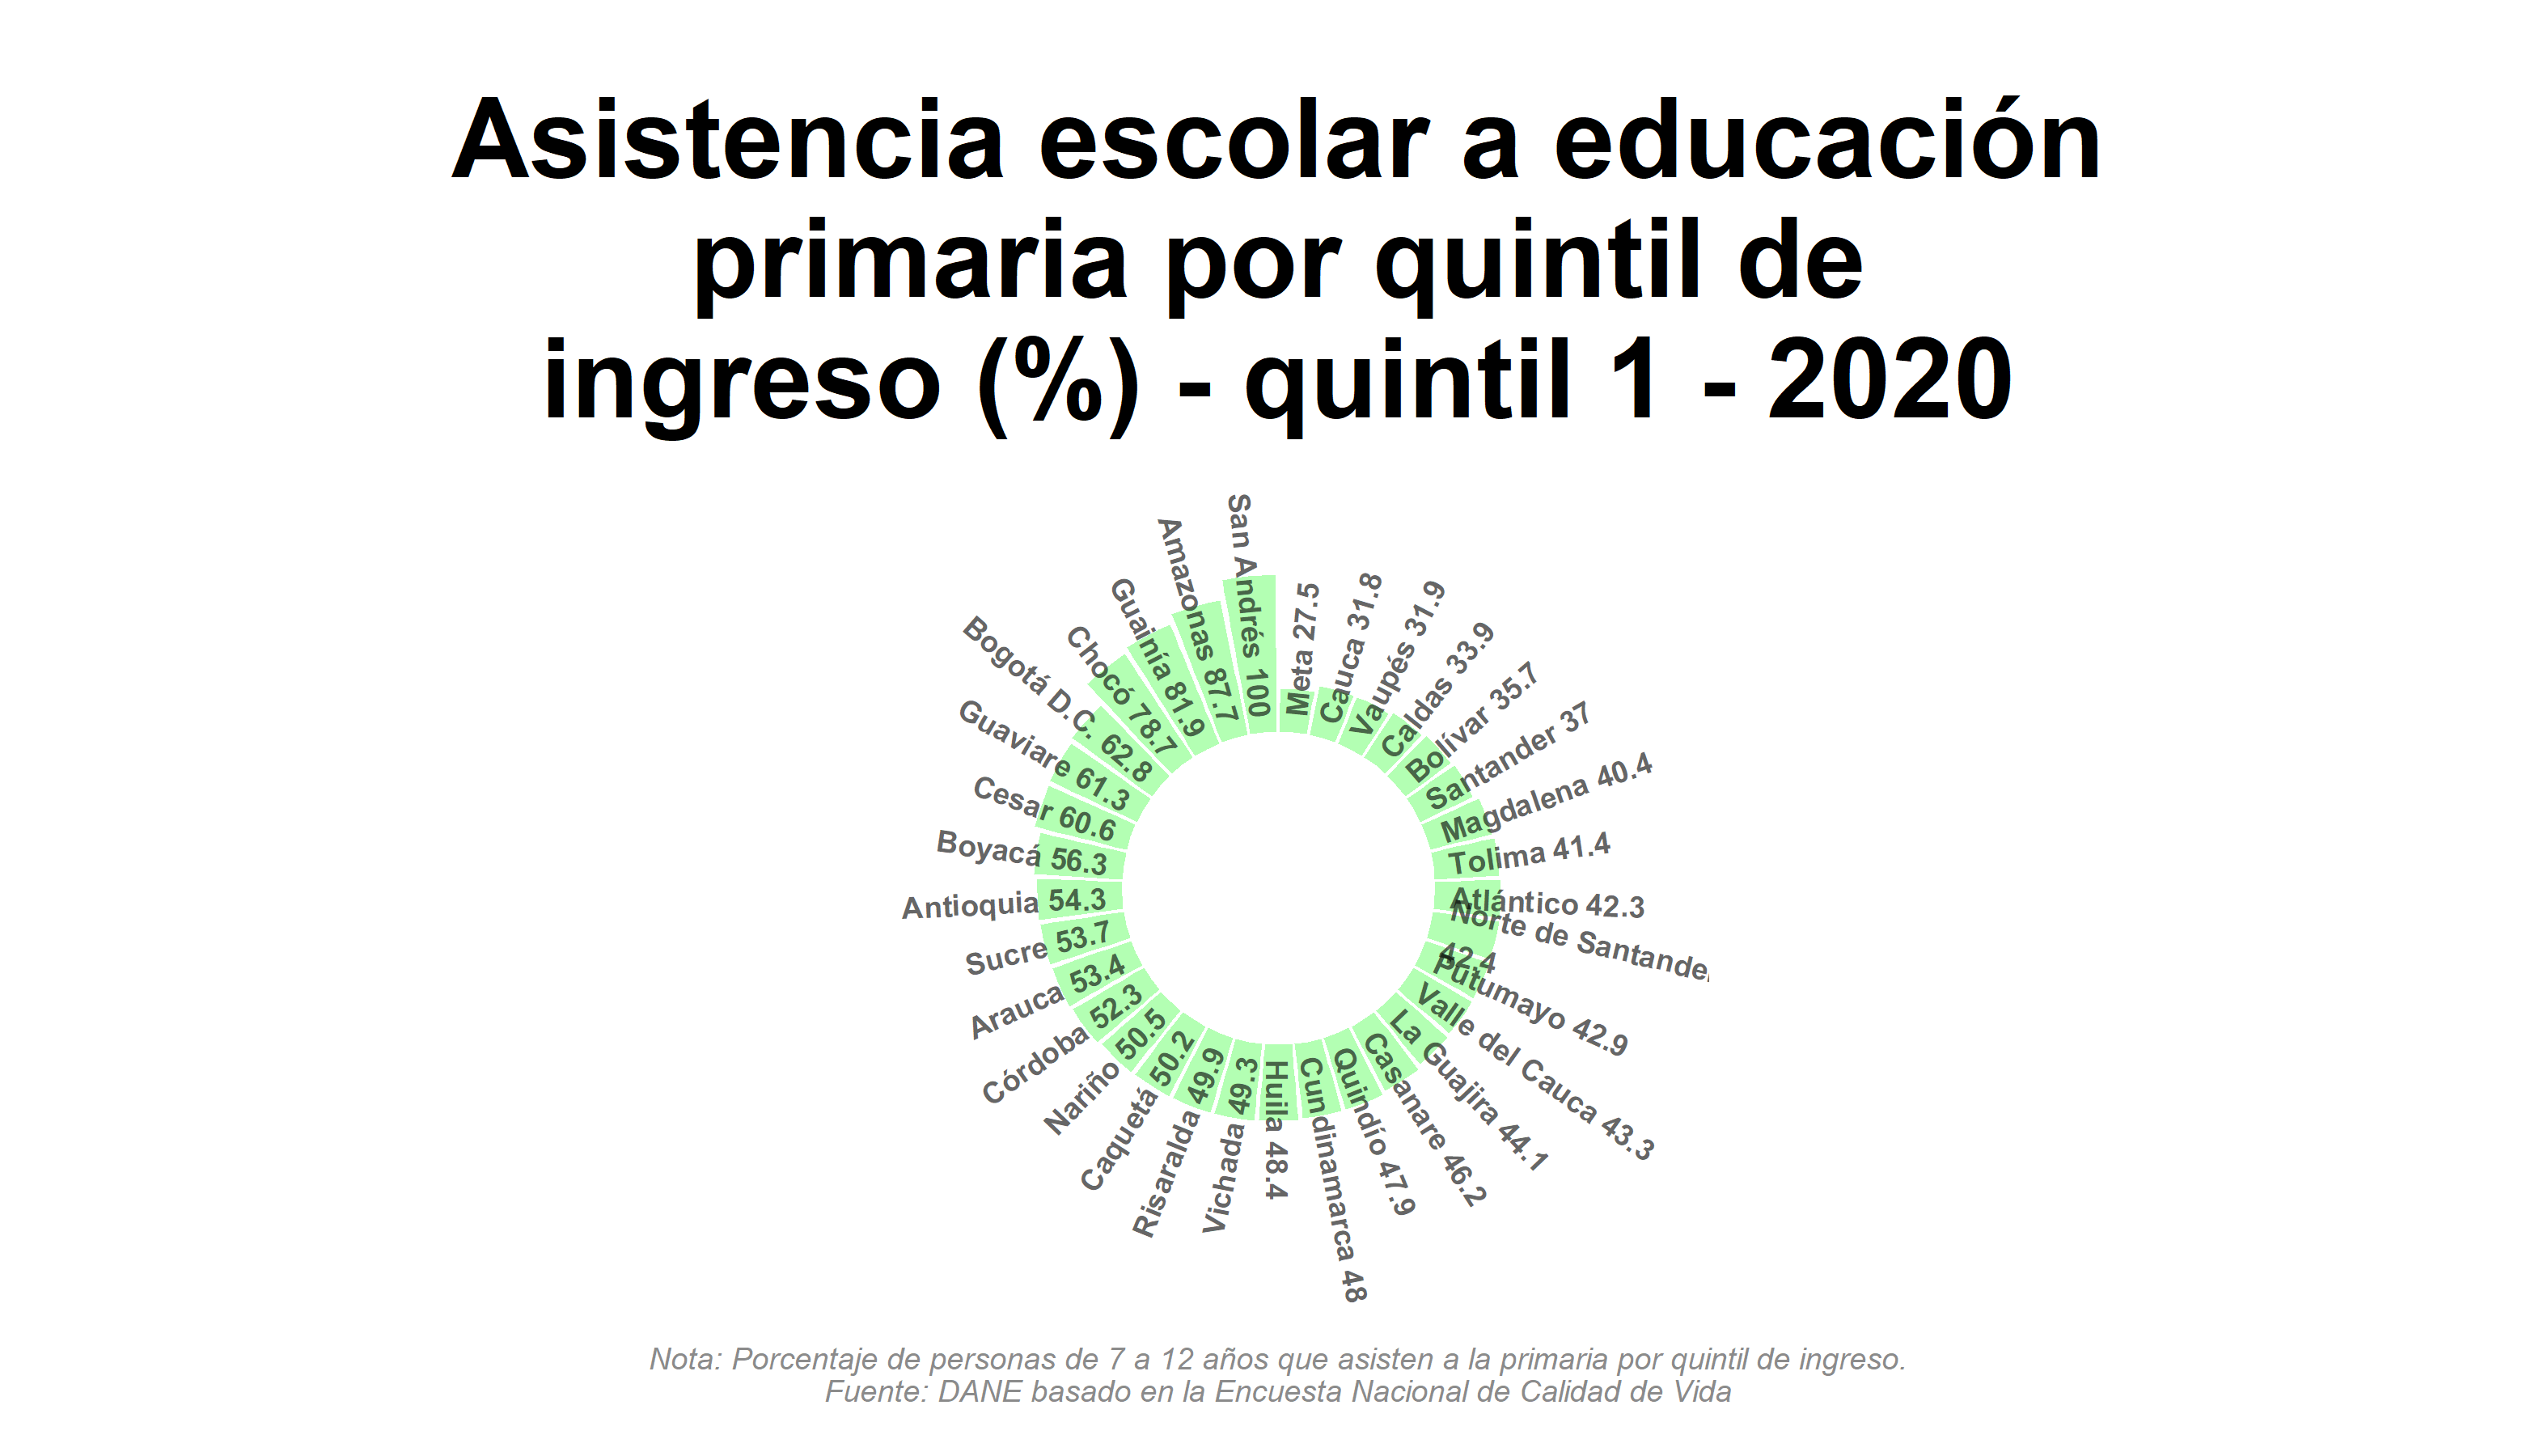 Asistencia escolar a educación
primaria por quintil de
ingreso (%) - quintil 1 - 2020
Meta 27.5
Cauca 31.8
Vaupés 31.9
Caldas 33.9
Bolívar 35.7
Santander 37
Magdalena 40.4
Tolima 41.4
Atlántico 42.3
Norte de Santander
42.4
Putumayo 42.9
Valle del Cauca 43.3
La Guajira 44.1
Casanare 46.2
Quindío 47.9
Cundinamarca 48
Huila 48.4
Vichada 49.3
Risaralda 49.9
Caquetá 50.2
Nariño 50.5
Córdoba 52.3
Arauca 53.4
Sucre 53.7
Antioquia 54.3
Boyacá 56.3
Cesar 60.6
Guaviare 61.3
Bogotá D.C. 62.8
Chocó 78.7
Guainía 81.9
Amazonas 87.7
San Andrés 100
Nota: Porcentaje de personas de 7 a 12 años que asisten a la primaria por quintil de ingreso.
Fuente: DANE basado en la Encuesta Nacional de Calidad de Vida